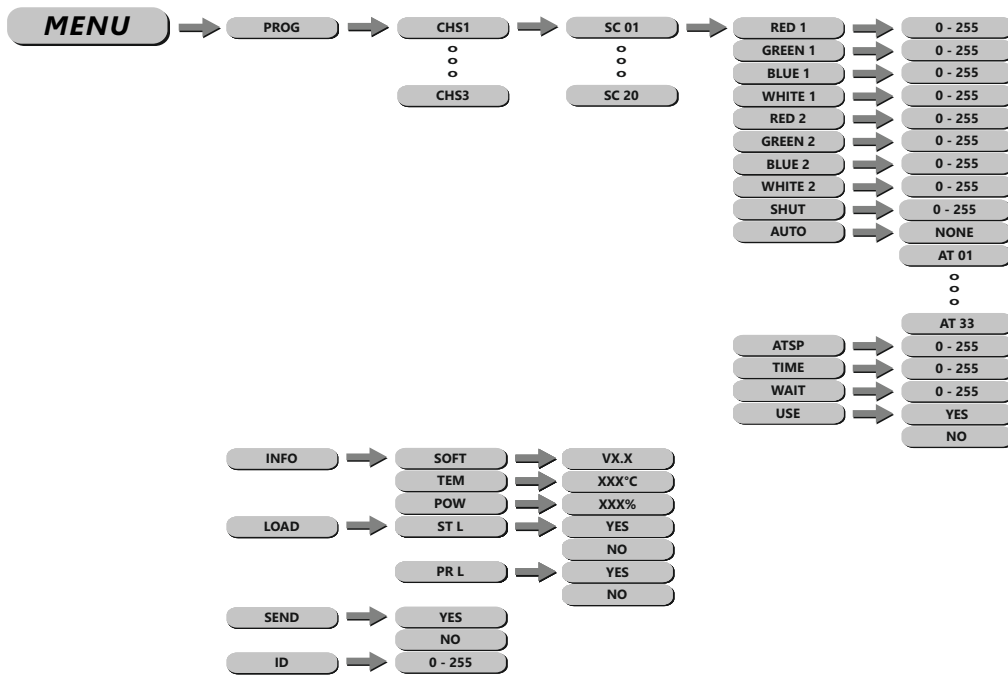 MENU PROG CHS1 SC 01 RED 1 0 - 255
GREEN 1 0 - 255
BLUE 1 0 - 255
CHS3 SC 20 WHITE 1 0 - 255
RED 2 0 - 255
GREEN 2 0 - 255
BLUE 2 0 - 255
WHITE 2 0 - 255
SHUT 0 - 255
AUTO NONE
AT 01
AT 33
ATSP 0 - 255
TIME 0 - 255
WAIT 0 - 255
USE YES
NO
INFO SOFT VX.X
TEM XXX°C
POW XXX%
LOAD ST L YES
NO
PR L YES
NO
SEND YES
NO
ID 0 - 255